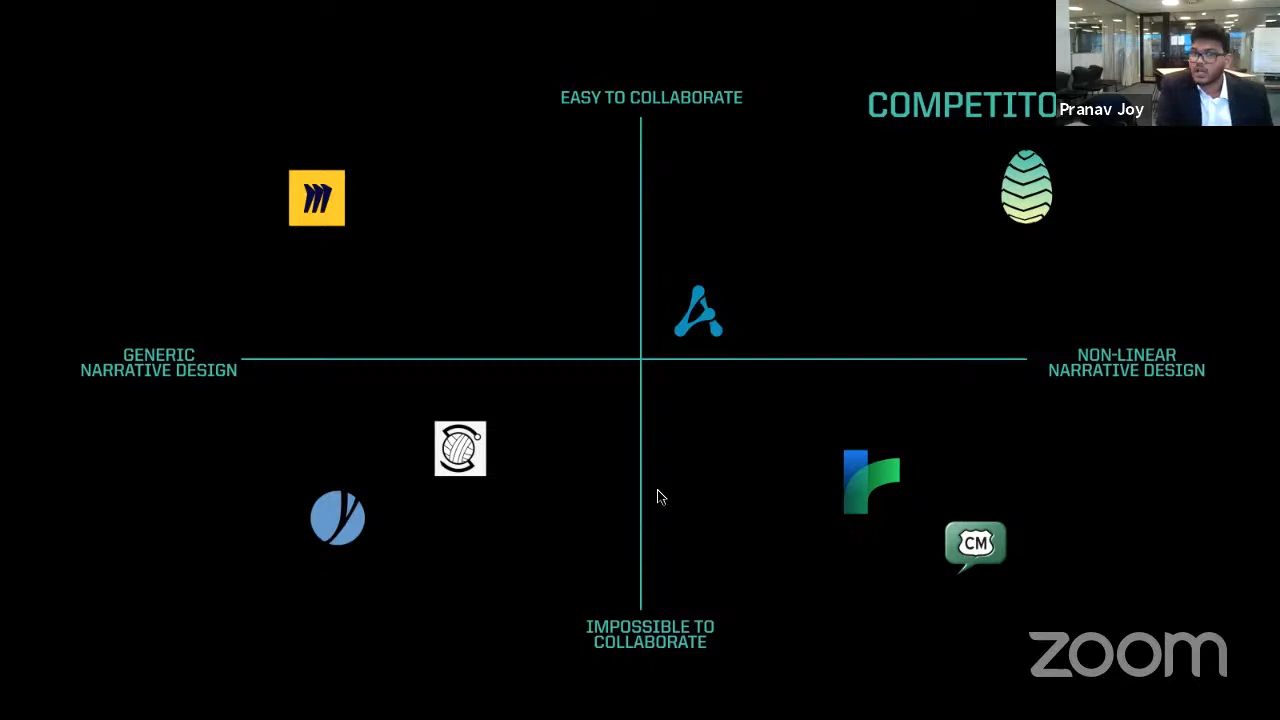 EASY TO COLLABORATE
COMPETITO
Pranav Joy
GENERIC
NARRATIVE DESIGN
NON-LINEAR
NARRATIVE DESIGN
CM
IMPOSSIBLE TO
COLLABORATE
zoom